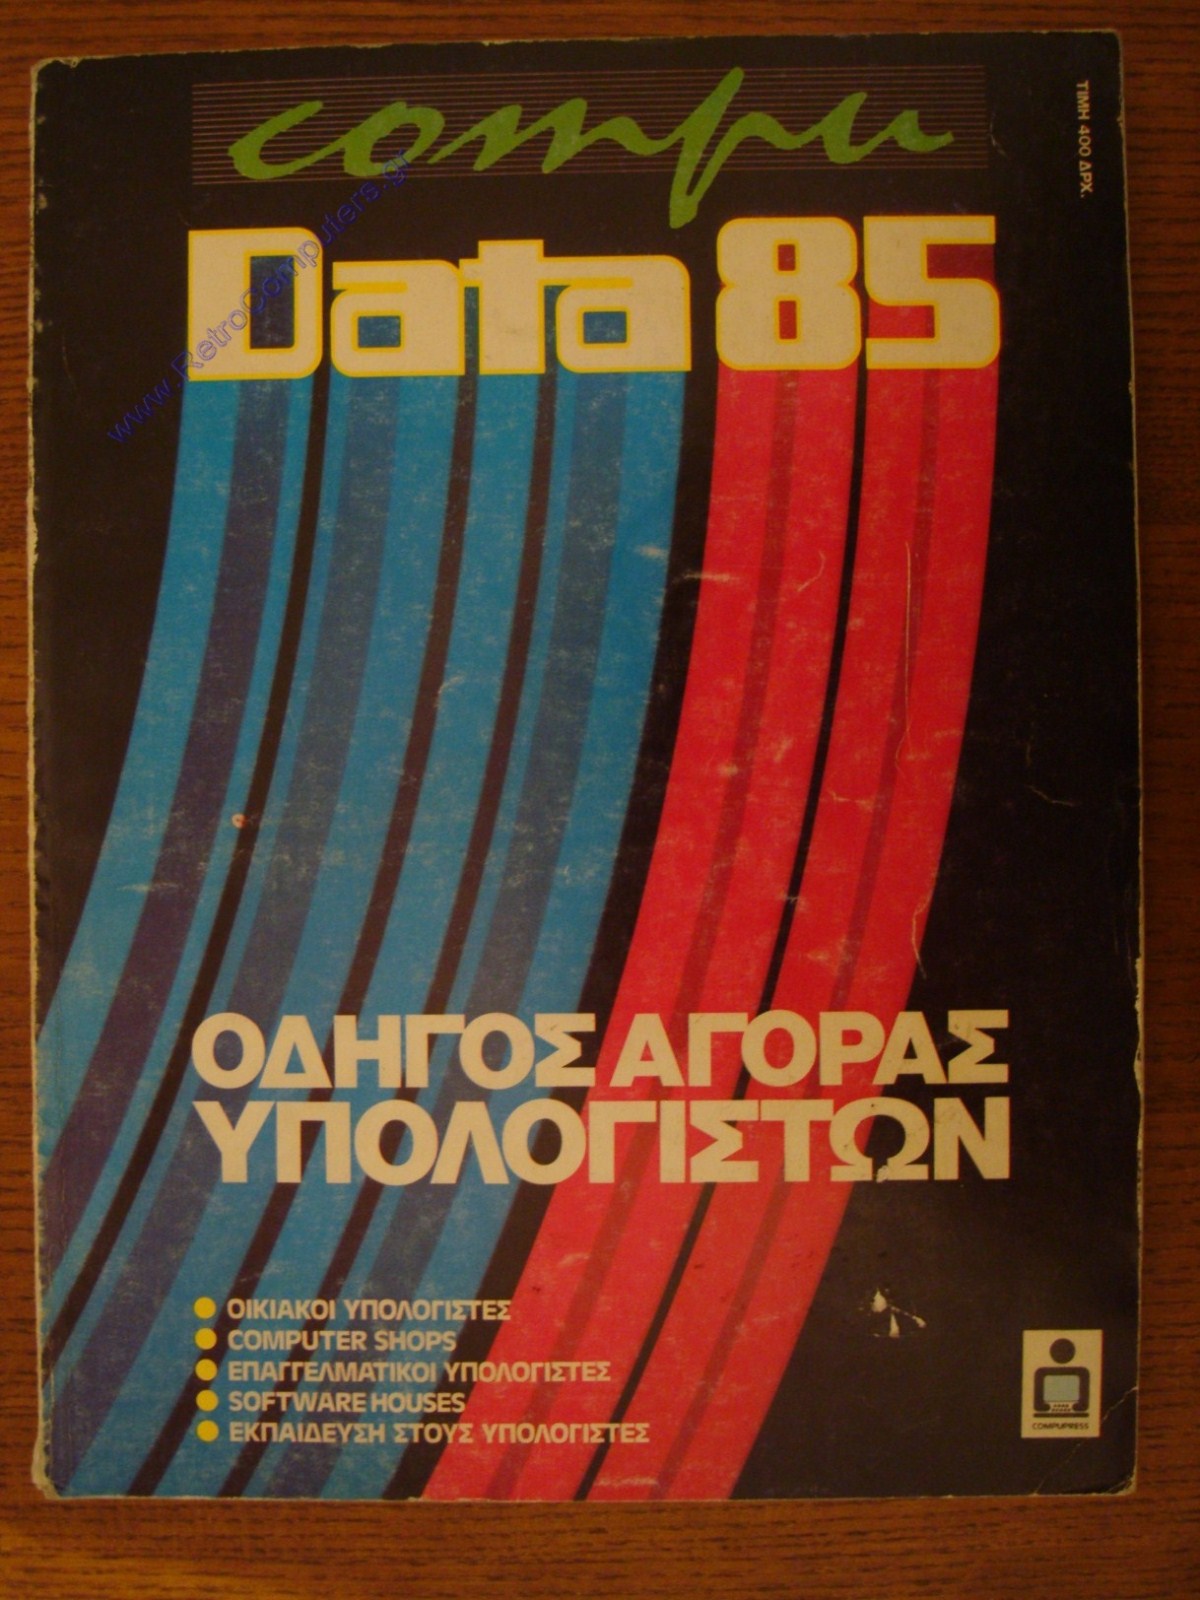 compu
ΤΙΜΗ 400 ΔΡΧ.
Data 85
www.RetroComputers.gr
ΟΔΗΓΟΣ ΑΓΟΡΑΣ
ΥΠΟΛΟΓΙΣΤΩΝ
ΟΙΚΙΑΚΟΙ ΥΠΟΛΟΓΙΣΤΕΣ
COMPUTER SHOPS
ΕΠΑΓΓΕΛΜΑΤΙΚΟΙ ΥΠΟΛΟΓΙΣΤΕΣ
SOFTWARE HOUSES
ΕΚΠΑΙΔΕΥΣΗ ΣΤΟΥΣ ΥΠΟΛΟΓΙΣΤΕΣ
COMPUPRESS